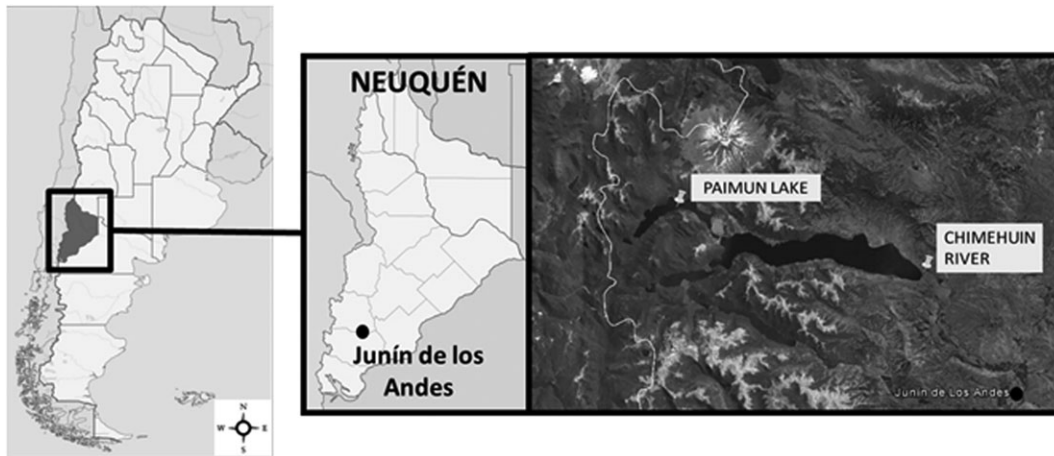 NEUQUÉN
Junín de los
Andes
N
W E
S
PAIMUN LAKE
CHIMEHUIN
RIVER
Junín de Los Andes